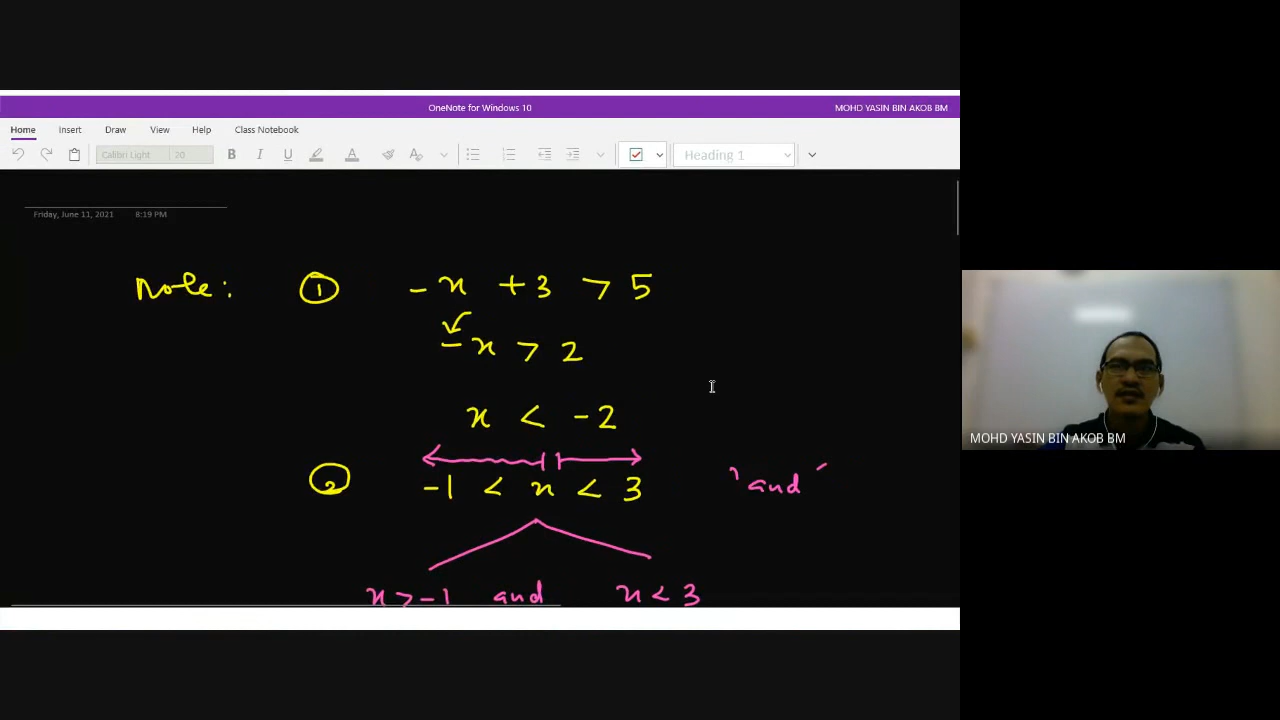 OneNote for Windows 10 MOHD YASIN BIN AKOB BM
Home Insert Draw View Help Class Notebook
Calibri Light 20 B I U A A Heading 1
Friday, June 11, 2021 8:19 PM
Note: ① -x + 3 > 5
-x > 2
x < -2
② -1 < x < 3 'and'
x > -1 and x < 3
MOHD YASIN BIN AKOB BM